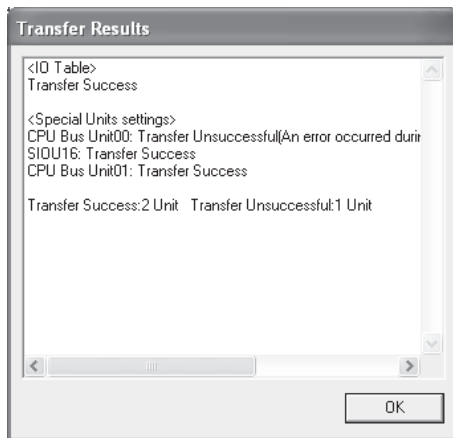 Transfer Results
<IO Table>
Transfer Success
<Special Units settings>
CPU Bus Unit00: Transfer Unsuccessful(An error occurred durin
SIOU16: Transfer Success
CPU Bus Unit01: Transfer Success
Transfer Success:2 Unit   Transfer Unsuccessful:1 Unit
OK